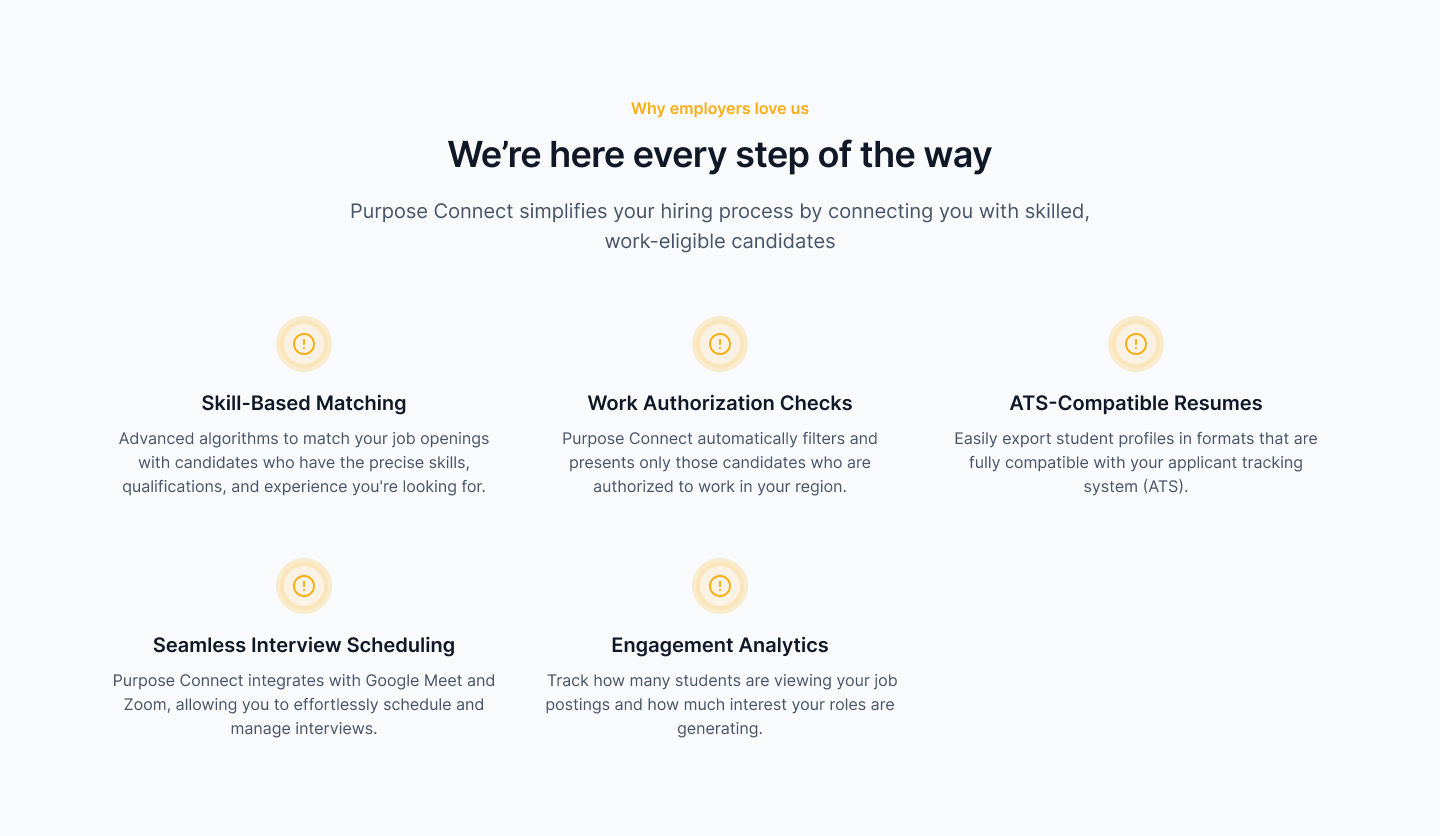 Why employers love us
We’re here every step of the way
Purpose Connect simplifies your hiring process by connecting you with skilled,
work-eligible candidates
Skill-Based Matching
Advanced algorithms to match your job openings
with candidates who have the precise skills,
qualifications, and experience you're looking for.
Work Authorization Checks
Purpose Connect automatically filters and
presents only those candidates who are
authorized to work in your region.
ATS-Compatible Resumes
Easily export student profiles in formats that are
fully compatible with your applicant tracking
system (ATS).
Seamless Interview Scheduling
Purpose Connect integrates with Google Meet and
Zoom, allowing you to effortlessly schedule and
manage interviews.
Engagement Analytics
Track how many students are viewing your job
postings and how much interest your roles are
generating.